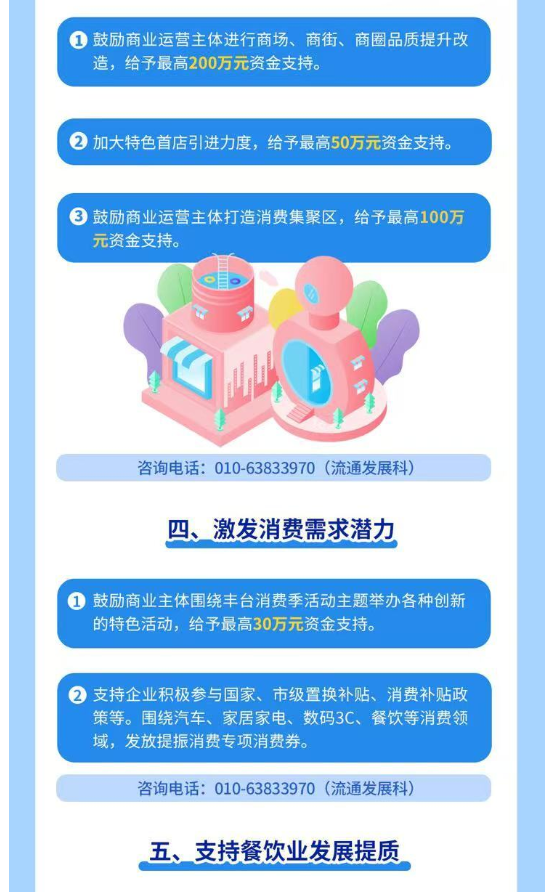 1 鼓励商业运营主体进行商场、商街、商圈品质提升改
造，给予最高200万元资金支持。
2 加大特色首店引进力度，给予最高50万元资金支持。
3 鼓励商业运营主体打造消费集聚区，给予最高100万
元资金支持。
咨询电话：010-63833970（流通发展科）
四、激发消费需求潜力
1 鼓励商业主体围绕丰台消费季活动主题举办各种创新
的特色活动，给予最高30万元资金支持。
2 支持企业积极参与国家、市级置换补贴、消费补贴政
策等。围绕汽车、家居家电、数码3C、餐饮等消费领
域，发放提振消费专项消费券。
咨询电话：010-63833970（流通发展科）
五、支持餐饮业发展提质